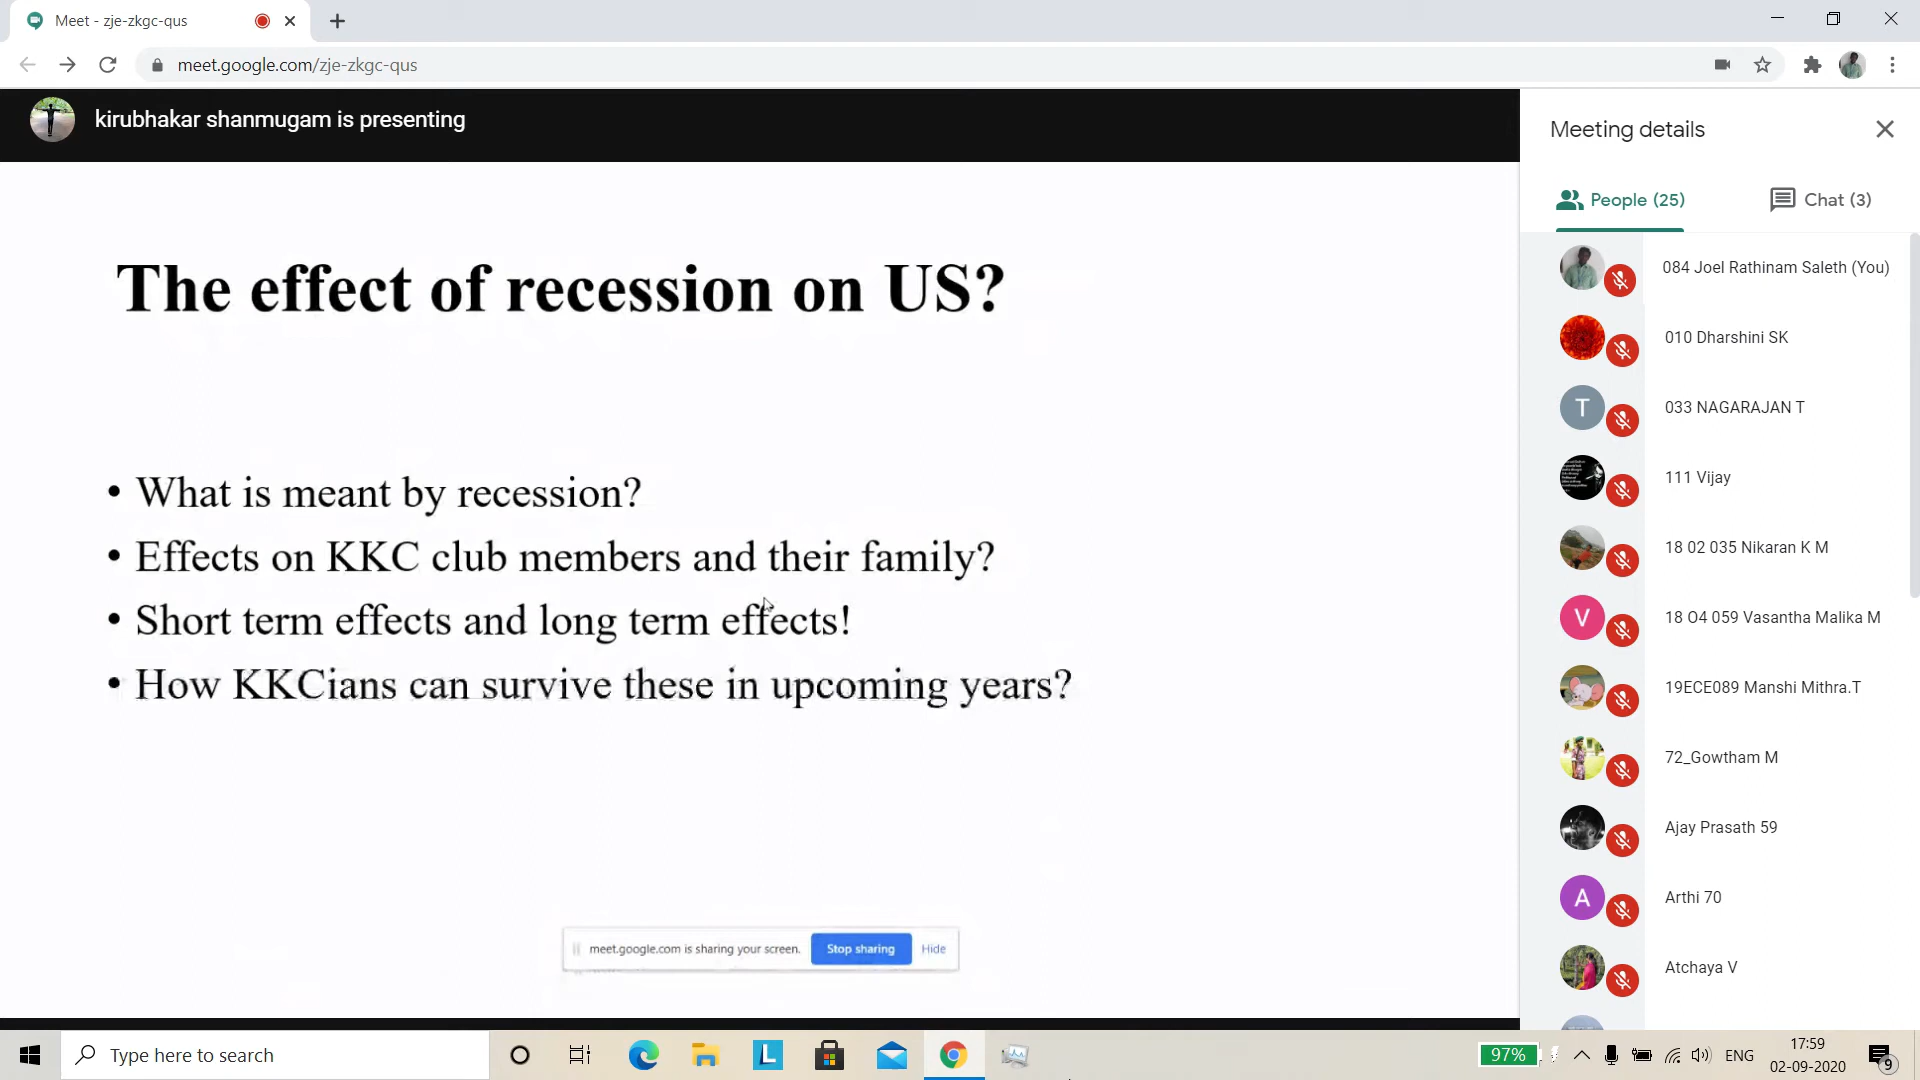 Meet - zje-zkgc-qus
meet.google.com/zje-zkgc-qus
kirubhakar shanmugam is presenting
The effect of recession on US?
• What is meant by recession?
• Effects on KKC club members and their family?
• Short term effects and long term effects!
• How KKCians can survive these in upcoming years?
meet.google.com is sharing your screen.
Stop sharing
Hide
Meeting details
People (25)
Chat (3)
084 Joel Rathinam Saleth (You)
010 Dharshini SK
T
033 NAGARAJAN T
111 Vijay
18 02 035 Nikaran K M
V
18 O4 059 Vasantha Malika M
19ECE089 Manshi Mithra.T
72_Gowtham M
Ajay Prasath 59
A
Arthi 70
Atchaya V
Type here to search
L
97%
ENG
17:59
02-09-2020
9